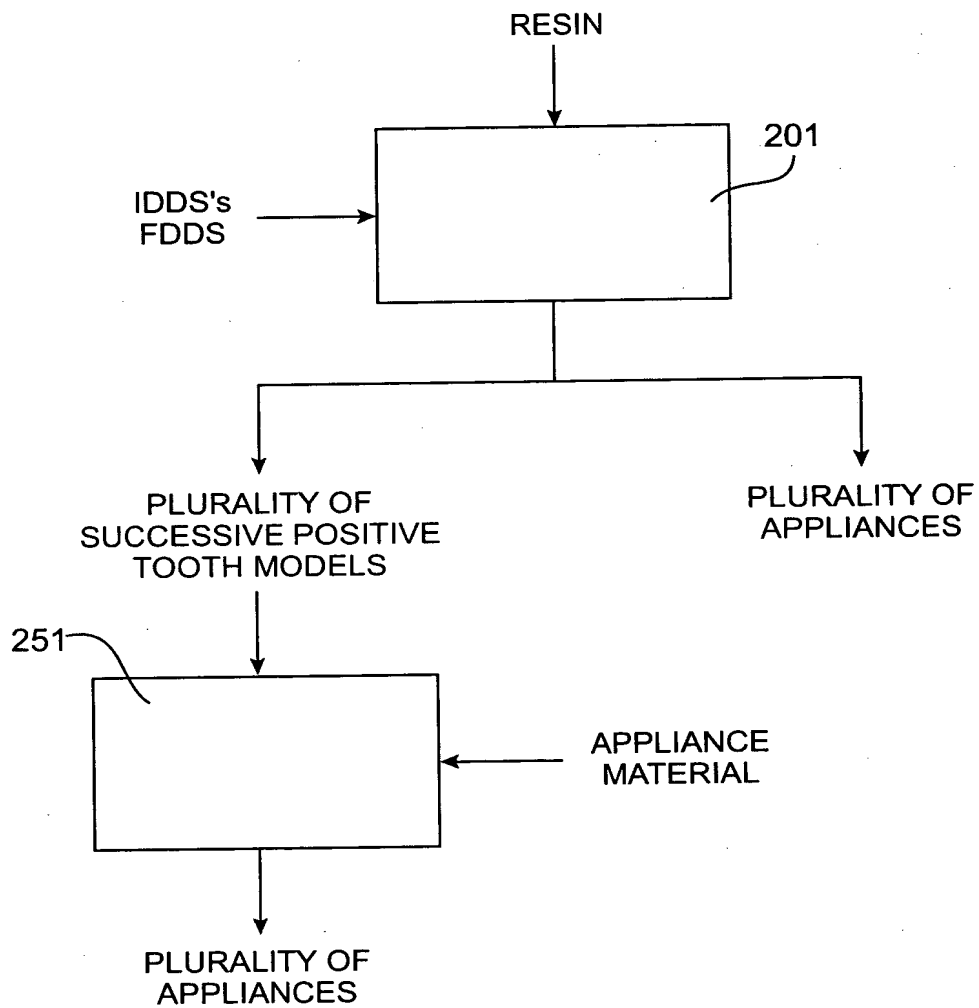 RESIN
201
IDDS's
FDDS
PLURALITY OF
SUCCESSIVE POSITIVE
TOOTH MODELS
PLURALITY OF
APPLIANCES
251
APPLIANCE
MATERIAL
PLURALITY OF
APPLIANCES